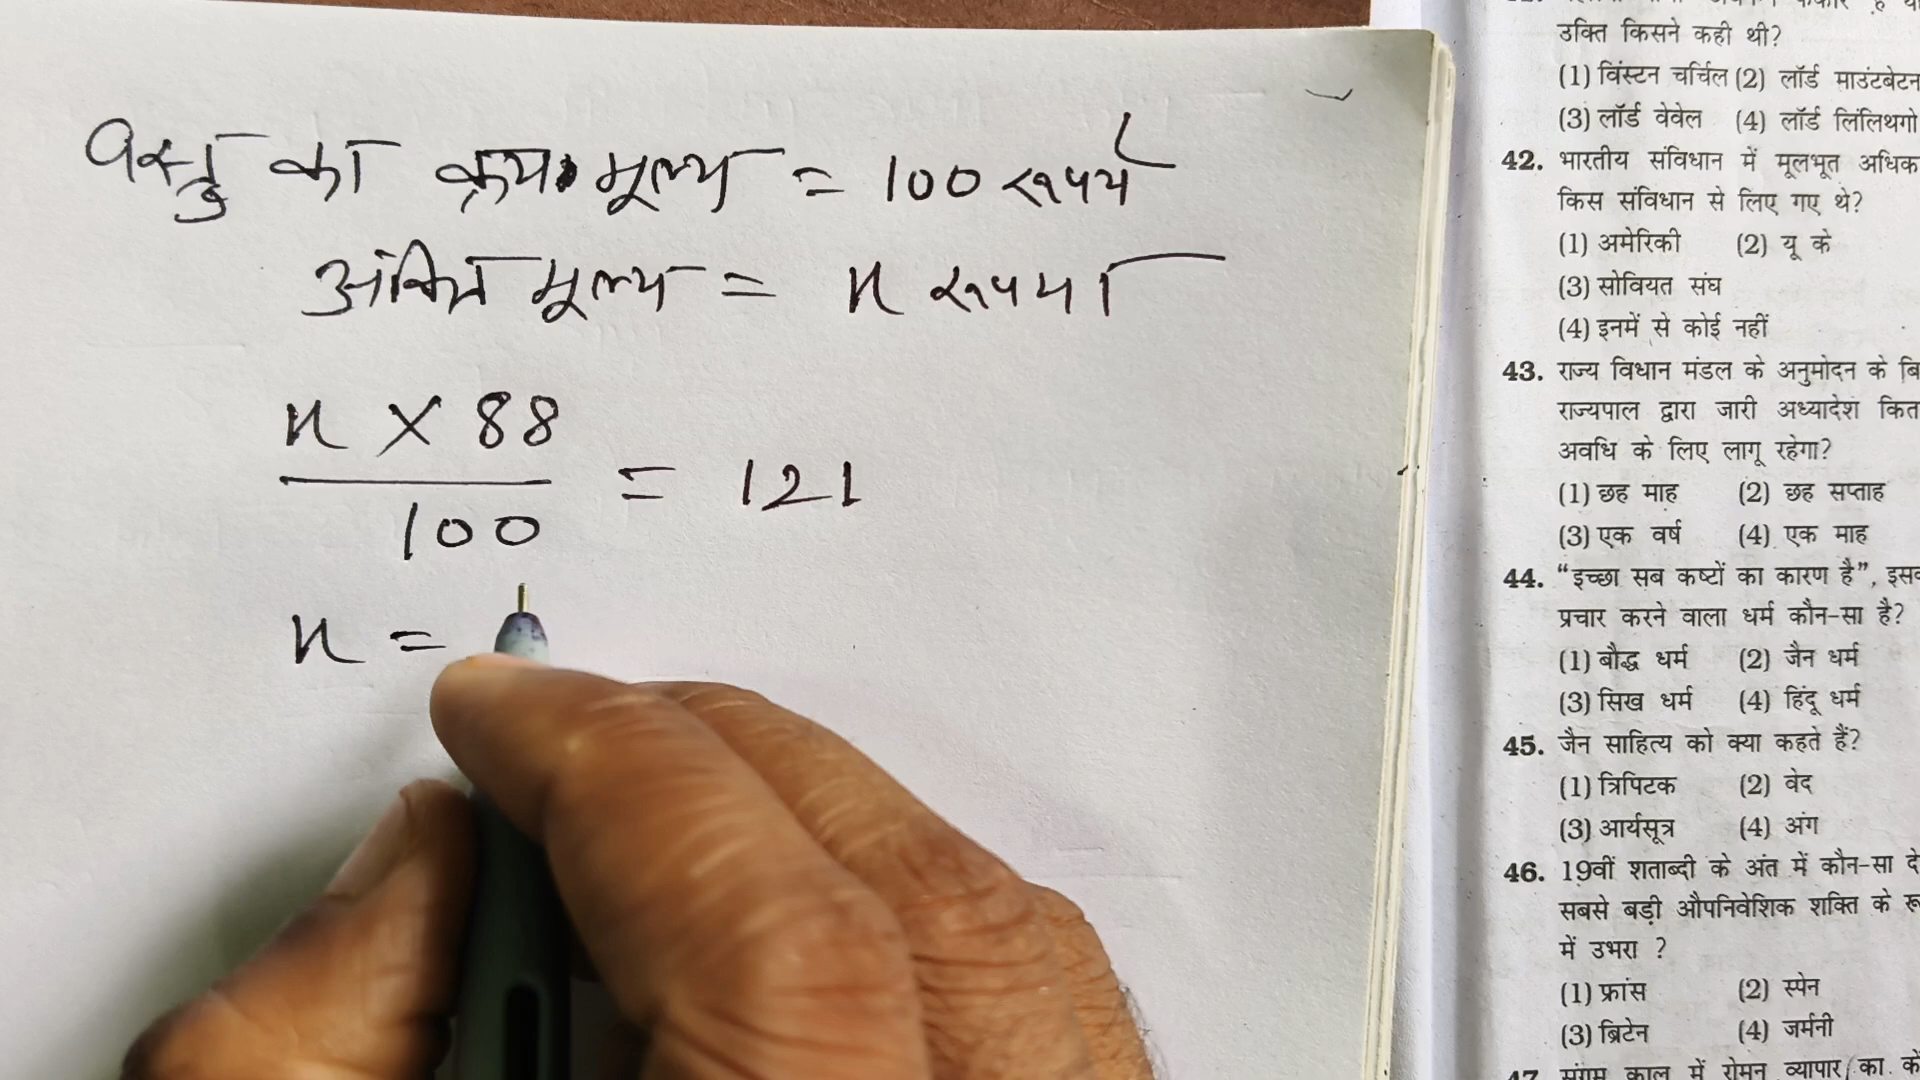 वस्तु का क्रय मूल्य = 100 रूपये
अंकित मूल्य = x रूपया
x × 88
100
= 121
x =
उक्ति किसने कही थी?
(1) विंस्टन चर्चिल (2) लॉर्ड माउंटबेटन
(3) लॉर्ड वेवेल (4) लॉर्ड लिंलिथगो
42. भारतीय संविधान में मूलभूत अधिक
किस संविधान से लिए गए थे?
(1) अमेरिकी (2) यू के
(3) सोवियत संघ
(4) इनमें से कोई नहीं
43. राज्य विधान मंडल के अनुमोदन के बि
राज्यपाल द्वारा जारी अध्यादेश कित
अवधि के लिए लागू रहेगा?
(1) छह माह (2) छह सप्ताह
(3) एक वर्ष (4) एक माह
44. “इच्छा सब कष्टों का कारण है”, इसक
प्रचार करने वाला धर्म कौन-सा है?
(1) बौद्ध धर्म (2) जैन धर्म
(3) सिख धर्म (4) हिंदू धर्म
45. जैन साहित्य को क्या कहते हैं?
(1) त्रिपिटक (2) वेद
(3) आर्यसूत्र (4) अंग
46. 19वीं शताब्दी के अंत में कौन-सा दे
सबसे बड़ी औपनिवेशिक शक्ति के रू
में उभरा ?
(1) फ्रांस (2) स्पेन
(3) ब्रिटेन (4) जर्मनी
47. संगम काल में रोमन व्यापार का कें